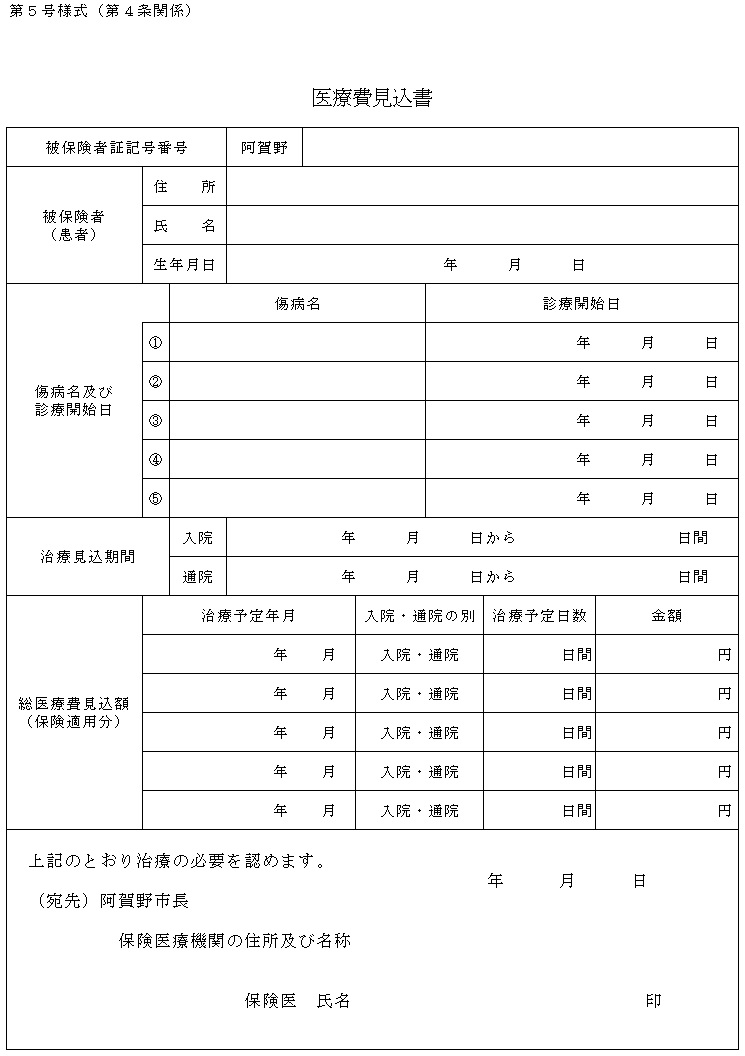 第５号様式（第４条関係）
医療費見込書
被保険者証記号番号 阿賀野
被保険者
（患者）
住　　所
氏　　名
生年月日 年　　　月　　　日
傷病名及び
診療開始日
傷病名 診療開始日
① 年　　　月　　　日
② 年　　　月　　　日
③ 年　　　月　　　日
④ 年　　　月　　　日
⑤ 年　　　月　　　日
治療見込期間
入院 年　　　月　　　日から　　　日間
通院 年　　　月　　　日から　　　日間
総医療費見込額
（保険適用分）
治療予定年月 入院・通院の別 治療予定日数 金額
年　　月 入院・通院 日間 円
年　　月 入院・通院 日間 円
年　　月 入院・通院 日間 円
年　　月 入院・通院 日間 円
年　　月 入院・通院 日間 円
上記のとおり治療の必要を認めます。
年　　　月　　　日
（宛先）阿賀野市長
保険医療機関の住所及び名称
保険医　氏名　　　印